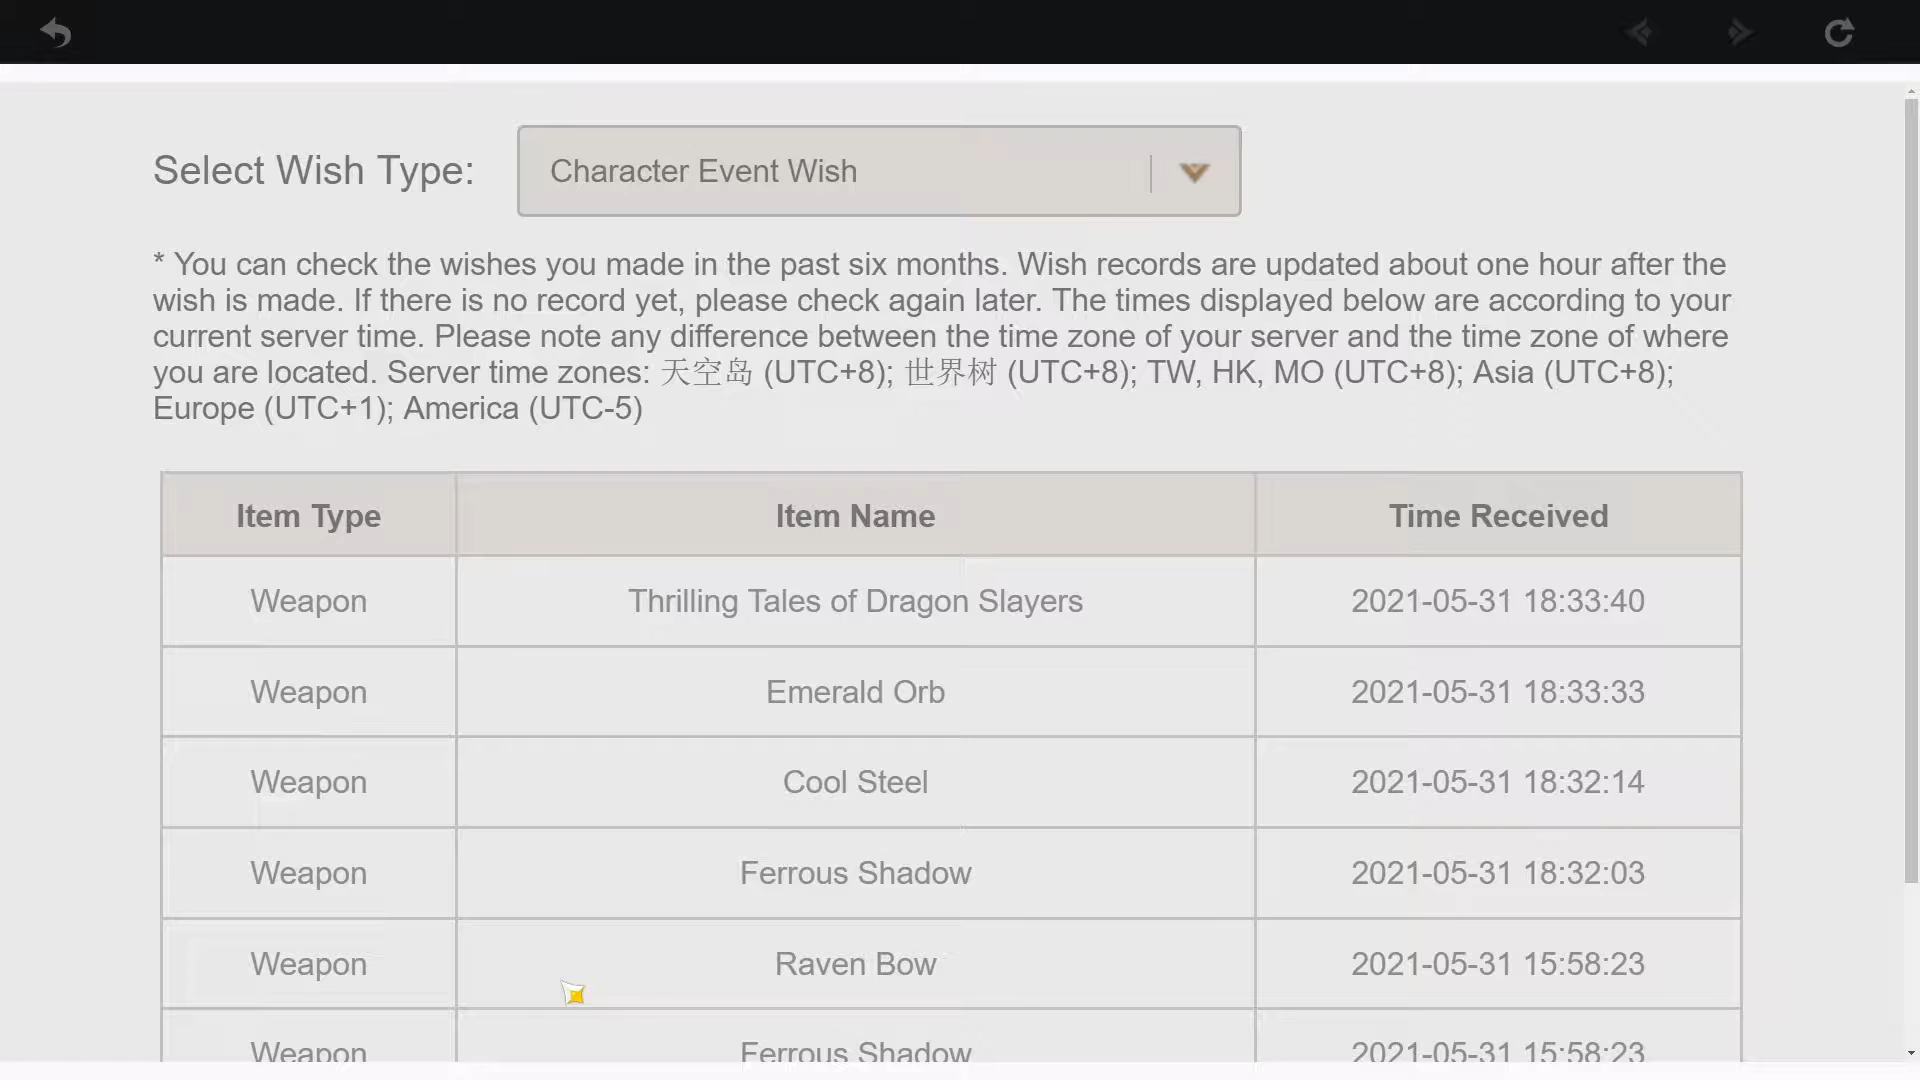 Select Wish Type:
Character Event Wish
* You can check the wishes you made in the past six months. Wish records are updated about one hour after the
wish is made. If there is no record yet, please check again later. The times displayed below are according to your
current server time. Please note any difference between the time zone of your server and the time zone of where
you are located. Server time zones: 天空岛 (UTC+8); 世界树 (UTC+8); TW, HK, MO (UTC+8); Asia (UTC+8);
Europe (UTC+1); America (UTC-5)
Item Type Item Name Time Received
Weapon Thrilling Tales of Dragon Slayers 2021-05-31 18:33:40
Weapon Emerald Orb 2021-05-31 18:33:33
Weapon Cool Steel 2021-05-31 18:32:14
Weapon Ferrous Shadow 2021-05-31 18:32:03
Weapon Raven Bow 2021-05-31 15:58:23
Weapon Ferrous Shadow 2021-05-31 15:58:23